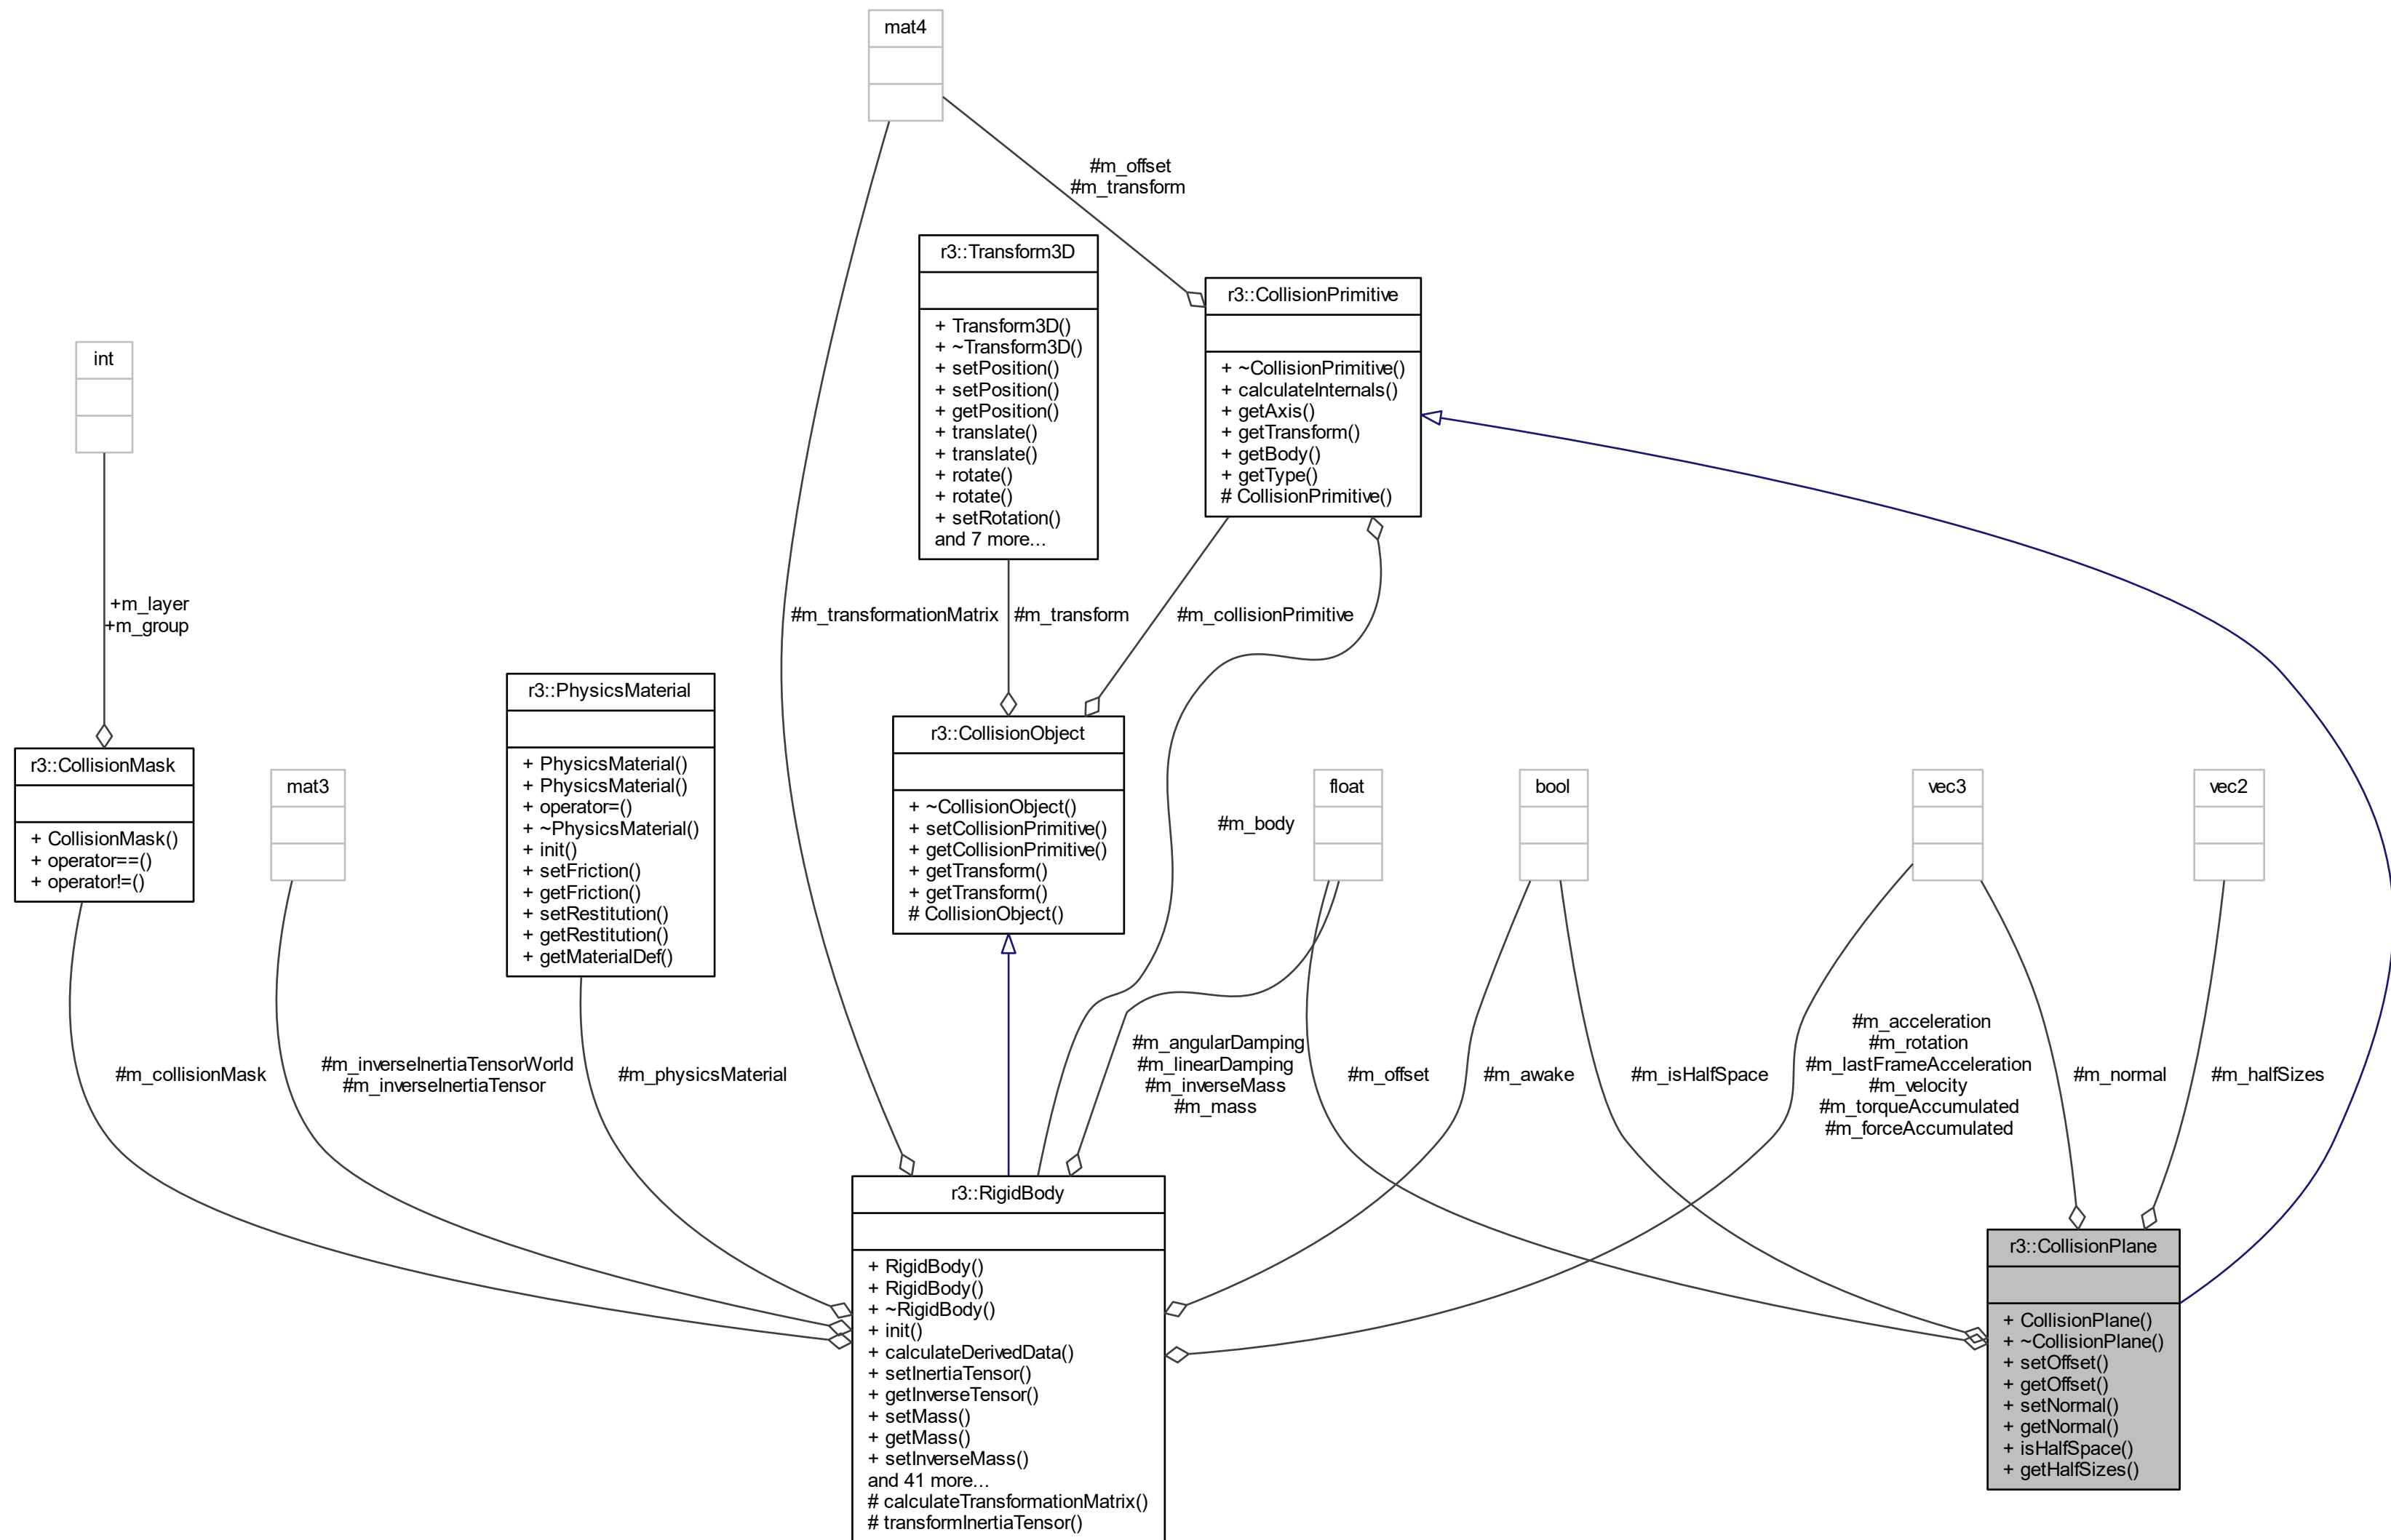 mat4
#m_offset
#m_transform
r3::Transform3D
+ Transform3D()
+ ~Transform3D()
+ setPosition()
+ setPosition()
+ getPosition()
+ translate()
+ translate()
+ rotate()
+ rotate()
+ setRotation()
and 7 more...
r3::CollisionPrimitive
+ ~CollisionPrimitive()
+ calculateInternals()
+ getAxis()
+ getTransform()
+ getBody()
+ getType()
# CollisionPrimitive()
int
+m_layer
+m_group
#m_transformationMatrix
#m_transform
#m_collisionPrimitive
r3::CollisionMask
+ CollisionMask()
+ operator==()
+ operator!=()
mat3
r3::PhysicsMaterial
+ PhysicsMaterial()
+ PhysicsMaterial()
+ operator=()
+ ~PhysicsMaterial()
+ init()
+ setFriction()
+ getFriction()
+ setRestitution()
+ getRestitution()
+ getMaterialDef()
r3::CollisionObject
+ ~CollisionObject()
+ setCollisionPrimitive()
+ getCollisionPrimitive()
+ getTransform()
+ getTransform()
# CollisionObject()
#m_body
float
bool
vec3
vec2
#m_collisionMask
#m_inverseInertiaTensorWorld
#m_inverseInertiaTensor
#m_physicsMaterial
#m_angularDamping
#m_linearDamping
#m_inverseMass
#m_mass
#m_offset
#m_awake
#m_isHalfSpace
#m_acceleration
#m_rotation
#m_lastFrameAcceleration
#m_velocity
#m_torqueAccumulated
#m_forceAccumulated
#m_normal
#m_halfSizes
r3::RigidBody
+ RigidBody()
+ RigidBody()
+ ~RigidBody()
+ init()
+ calculateDerivedData()
+ setInertiaTensor()
+ getInverseTensor()
+ setMass()
+ getMass()
+ setInverseMass()
and 41 more...
# calculateTransformationMatrix()
# transformInertiaTensor()
r3::CollisionPlane
+ CollisionPlane()
+ ~CollisionPlane()
+ setOffset()
+ getOffset()
+ setNormal()
+ getNormal()
+ isHalfSpace()
+ getHalfSizes()